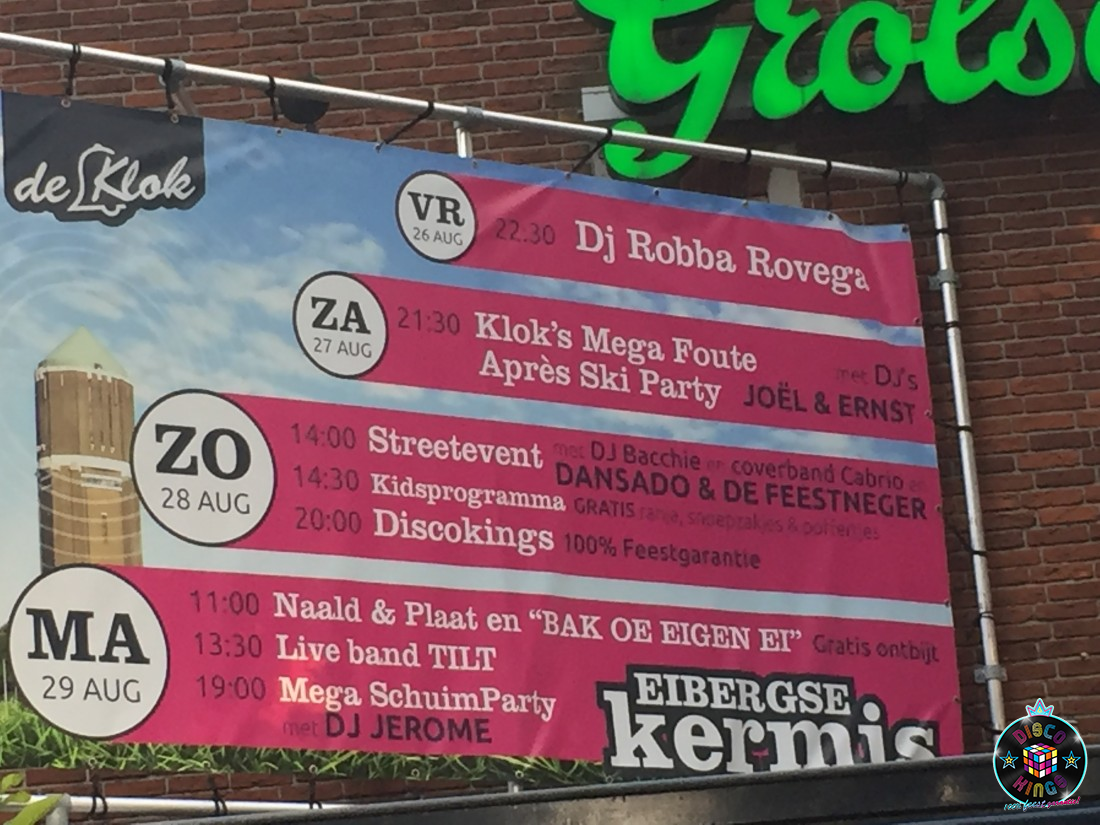 Grols
de Klok
VR
26 AUG
22.30 Dj Robba Rovega
ZA
27 AUG
21:30 Klok's Mega Foute
Après Ski Party
met DJ's
JOËL & ERNST
ZO
28 AUG
14:00 Streetevent met DJ Bacchie en coverband Cabrio en
DANSADO & DE FEESTNEGER
14:30 Kidsprogramma GRATIS ranja,
20:00 Discokings 100% Feestgarantie
MA
29 AUG
11:00 Naald & Plaat en "BAK OE EIGEN EI" Gratis ontbijt
13:30 Live band TILT
19:00 Mega SchuimParty
met DJ JEROME
EIBERGSE
kermis
DISCO
KINGS